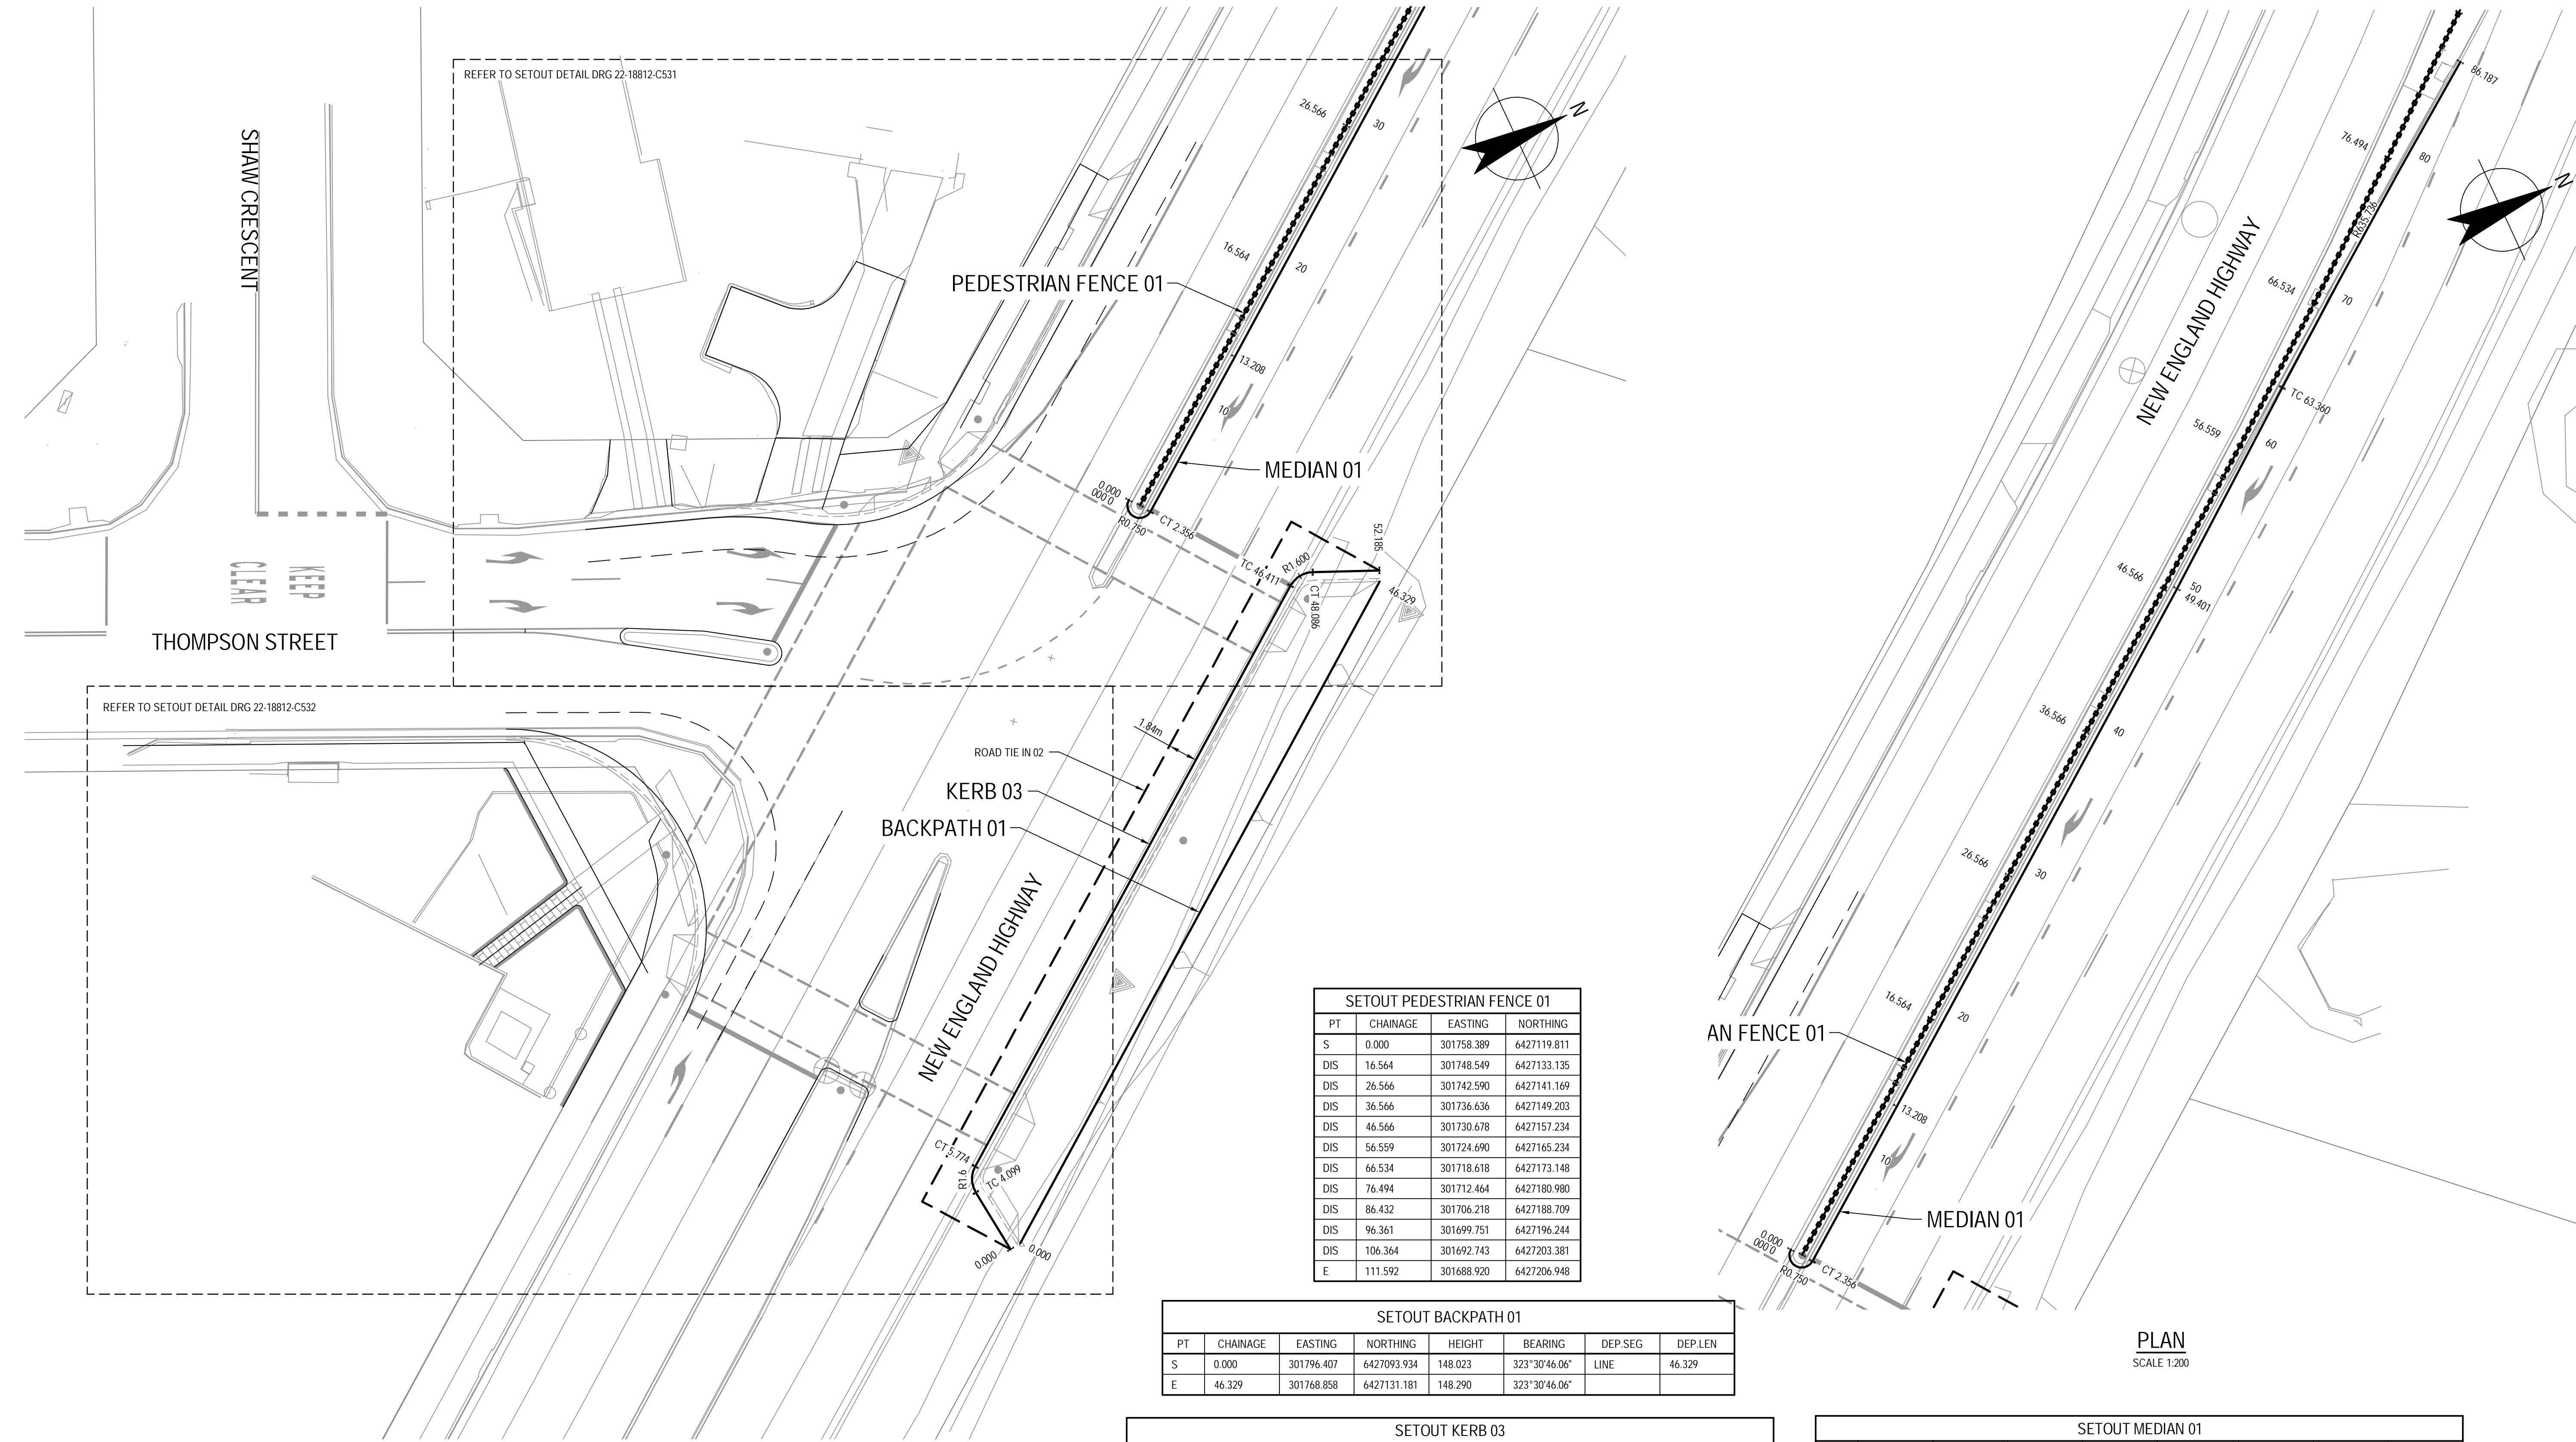 REFER TO SETOUT DETAIL DRG 22-18812-C531
SHAW CRESCENT
PEDESTRIAN FENCE 01
26.566
30
16.564
20
13.208
10
MEDIAN 01
0.000
0.000
R0.750
CT 2.356
TC 46.411
R1.600
52.185
CT 48.086
46.329
N
KEEP
CLEAR
THOMPSON STREET
REFER TO SETOUT DETAIL DRG 22-18812-C532
1.84m
ROAD TIE IN 02
KERB 03
BACKPATH 01
NEW ENGLAND HIGHWAY
CT 5.774
R1.6
TC 4.099
0.000
0.000
86.187
76.494
80
N
R635.736
NEW ENGLAND HIGHWAY
66.534
70
TC 63.360
56.559
60
46.566
50
49.401
36.566
40
26.566
30
16.564
20
AN FENCE 01
13.208
10
MEDIAN 01
0.000
0.000
R0.750
CT 2.356
PLAN
SCALE 1:200
SETOUT PEDESTRIAN FENCE 01
PT CHAINAGE EASTING NORTHING
S 0.000 301758.389 6427119.811
DIS 16.564 301748.549 6427133.135
DIS 26.566 301742.590 6427141.169
DIS 36.566 301736.636 6427149.203
DIS 46.566 301730.678 6427157.234
DIS 56.559 301724.690 6427165.234
DIS 66.534 301718.618 6427173.148
DIS 76.494 301712.464 6427180.980
DIS 86.432 301706.218 6427188.709
DIS 96.361 301699.751 6427196.244
DIS 106.364 301692.743 6427203.381
E 111.592 301688.920 6427206.948
SETOUT BACKPATH 01
PT CHAINAGE EASTING NORTHING HEIGHT BEARING DEP.SEG DEP.LEN
S 0.000 301796.407 6427093.934 148.023 323°30'46.06" LINE 46.329
E 46.329 301768.858 6427131.181 148.290 323°30'46.06"
SETOUT KERB 03
SETOUT MEDIAN 01